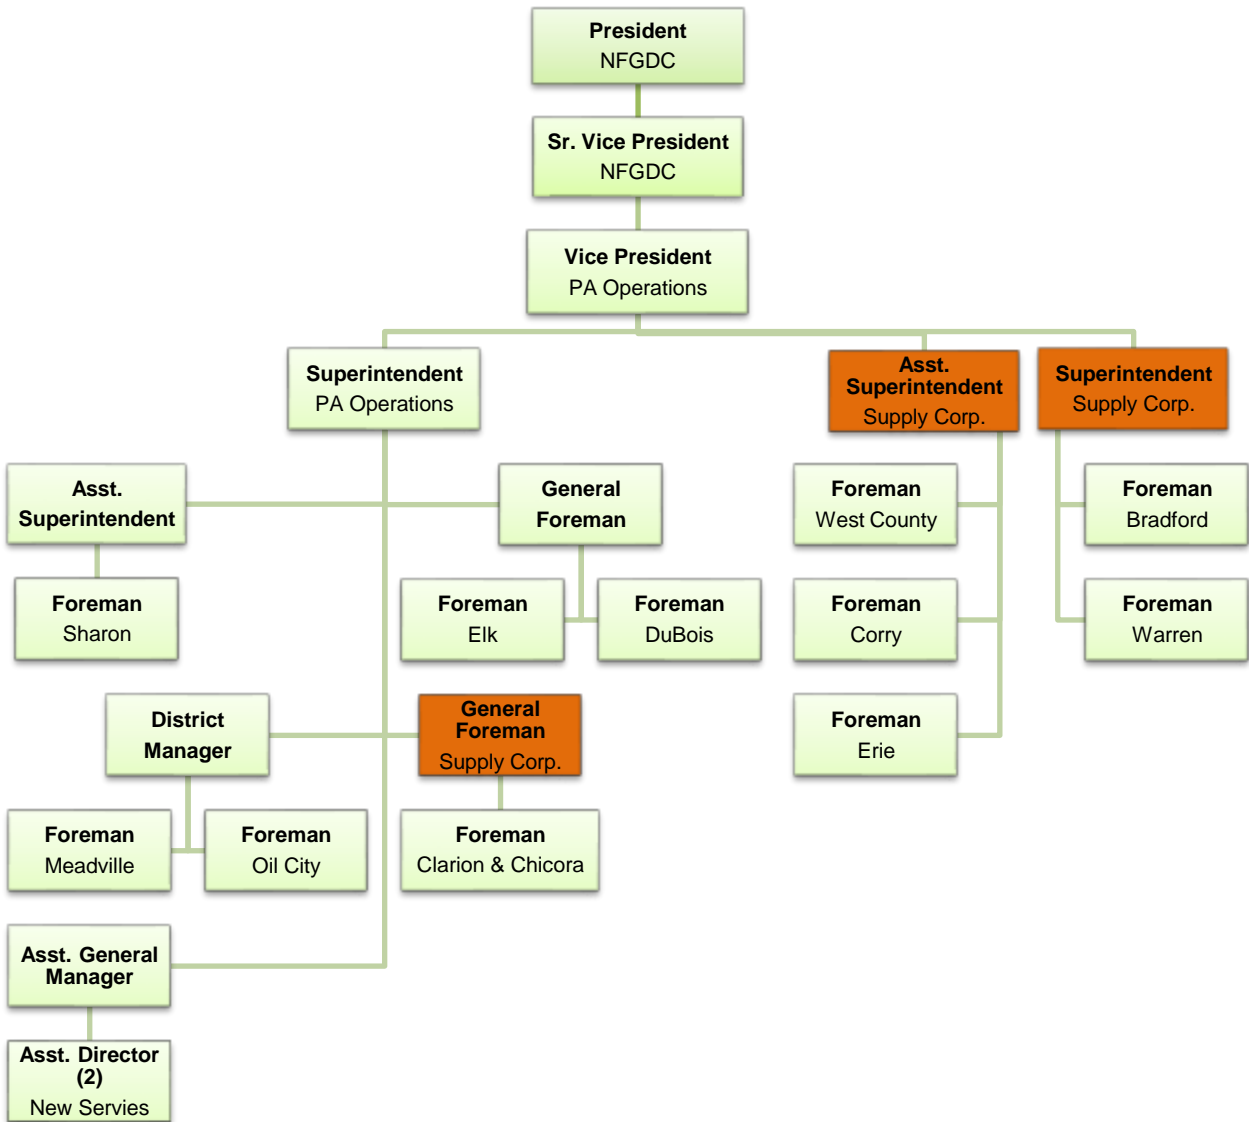 President
NFGDC
Sr. Vice President
NFGDC
Vice President
PA Operations
Superintendent
PA Operations
Asst.
Superintendent
Supply Corp.
Superintendent
Supply Corp.
Asst.
Superintendent
General
Foreman
Foreman
West County
Foreman
Bradford
Foreman
Sharon
Foreman
Elk
Foreman
DuBois
Foreman
Corry
Foreman
Warren
District
Manager
General
Foreman
Supply Corp.
Foreman
Erie
Foreman
Meadville
Foreman
Oil City
Foreman
Clarion & Chicora
Asst. General
Manager
Asst. Director
(2)
New Servies